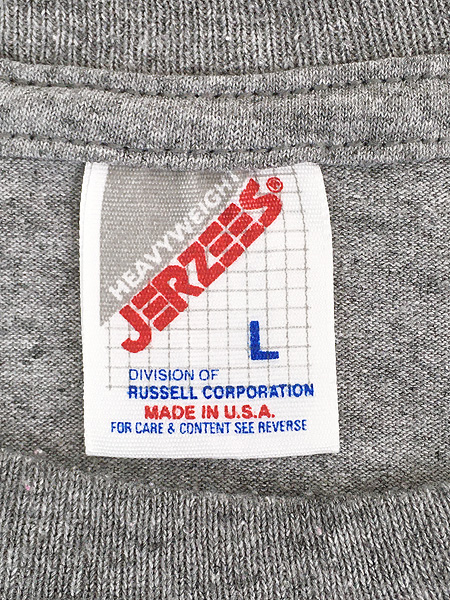 HEAVYWEIGHT
JERZEES®
L
DIVISION OF
RUSSELL CORPORATION
MADE IN U.S.A.
FOR CARE & CONTENT SEE REVERSE